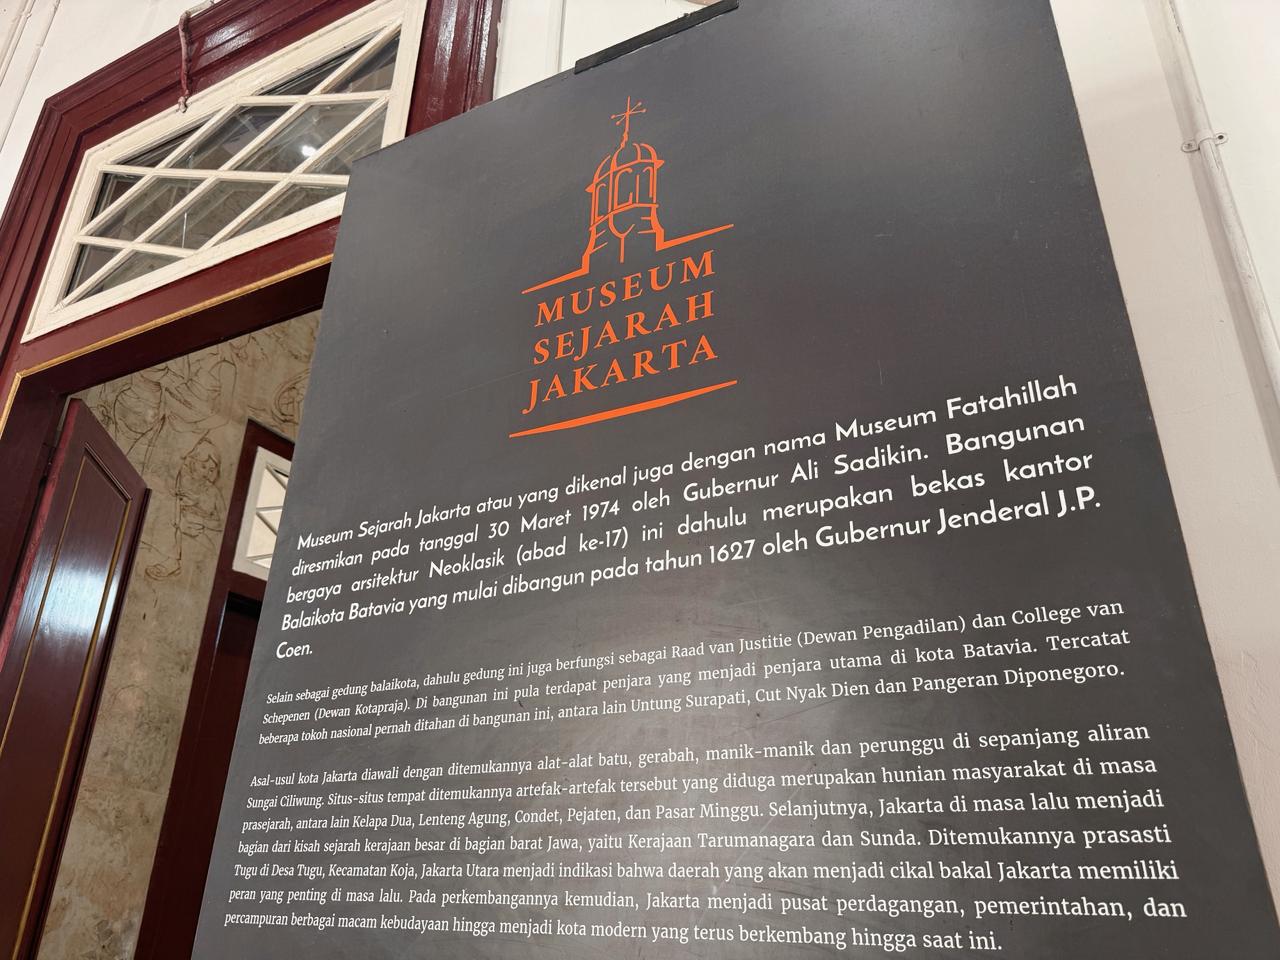 MUSEUM
SEJARAH
JAKARTA
Museum Sejarah Jakarta atau yang dikenal juga dengan nama Museum Fatahillah
diresmikan pada tanggal 30 Maret 1974 oleh Gubernur Ali Sadikin. Bangunan
bergaya arsitektur Neoklasik (abad ke-17) ini dahulu merupakan bekas kantor
Balaikota Batavia yang mulai dibangun pada tahun 1627 oleh Gubernur Jenderal J.P.
Coen.
Selain sebagai gedung balaikota, dahulu gedung ini juga berfungsi sebagai Raad van Justitie (Dewan Pengadilan) dan College van
Schepenen (Dewan Kotapraja). Di bangunan ini pula terdapat penjara yang menjadi penjara utama di kota Batavia. Tercatat
beberapa tokoh nasional pernah ditahan di bangunan ini, antara lain Untung Surapati, Cut Nyak Dien dan Pangeran Diponegoro.
Asal-usul kota Jakarta diawali dengan ditemukannya alat-alat batu, gerabah, manik-manik dan perunggu di sepanjang aliran
Sungai Ciliwung. Situs-situs tempat ditemukannya artefak-artefak tersebut yang diduga merupakan hunian masyarakat di masa
prasejarah, antara lain Kelapa Dua, Lenteng Agung, Condet, Pejaten, dan Pasar Minggu. Selanjutnya, Jakarta di masa lalu menjadi
bagian dari kisah sejarah kerajaan besar di bagian barat Jawa, yaitu Kerajaan Tarumanagara dan Sunda. Ditemukannya prasasti
Tugu di Desa Tugu, Kecamatan Koja, Jakarta Utara menjadi indikasi bahwa daerah yang akan menjadi cikal bakal Jakarta memiliki
peran yang penting di masa lalu. Pada perkembangannya kemudian, Jakarta menjadi pusat perdagangan, pemerintahan, dan
percampuran berbagai macam kebudayaan hingga menjadi kota modern yang terus berkembang hingga saat ini.